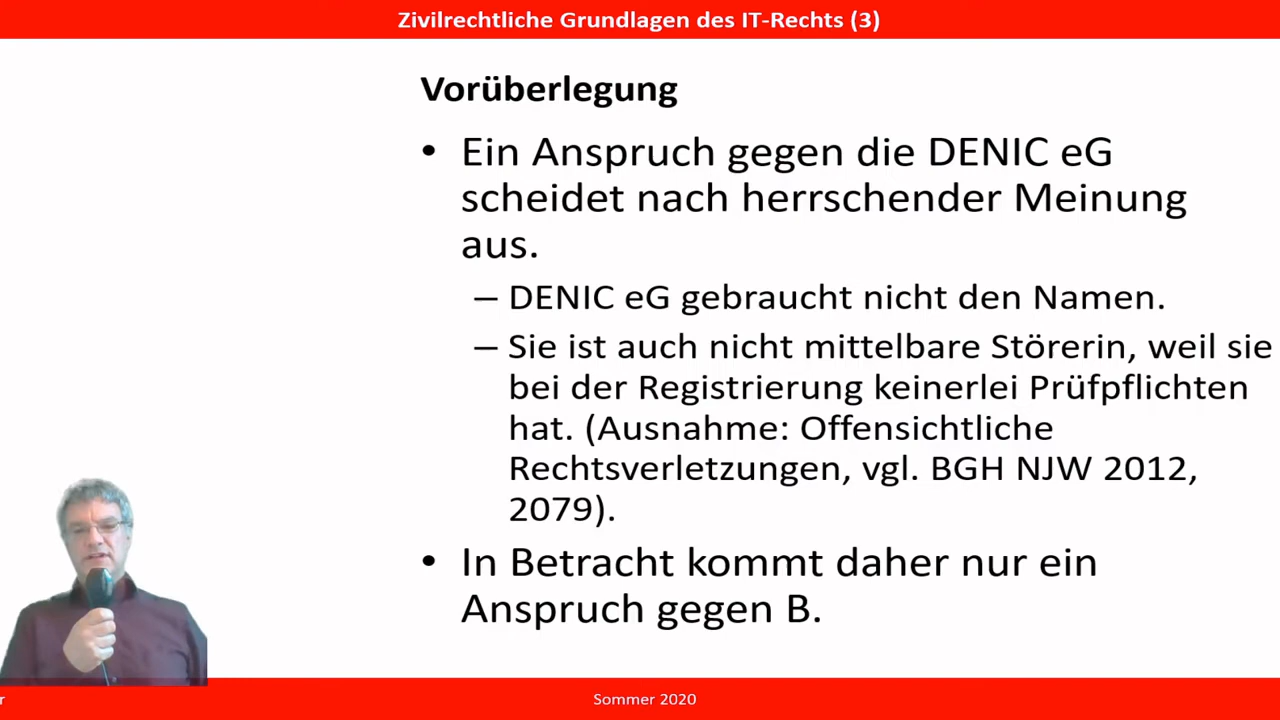 Zivilrechtliche Grundlagen des IT-Rechts (3)
Vorüberlegung
• Ein Anspruch gegen die DENIC eG
scheidet nach herrschender Meinung
aus.
– DENIC eG gebraucht nicht den Namen.
– Sie ist auch nicht mittelbare Störerin, weil sie
bei der Registrierung keinerlei Prüfpflichten
hat. (Ausnahme: Offensichtliche
Rechtsverletzungen, vgl. BGH NJW 2012,
2079).
• In Betracht kommt daher nur ein
Anspruch gegen B.
Sommer 2020